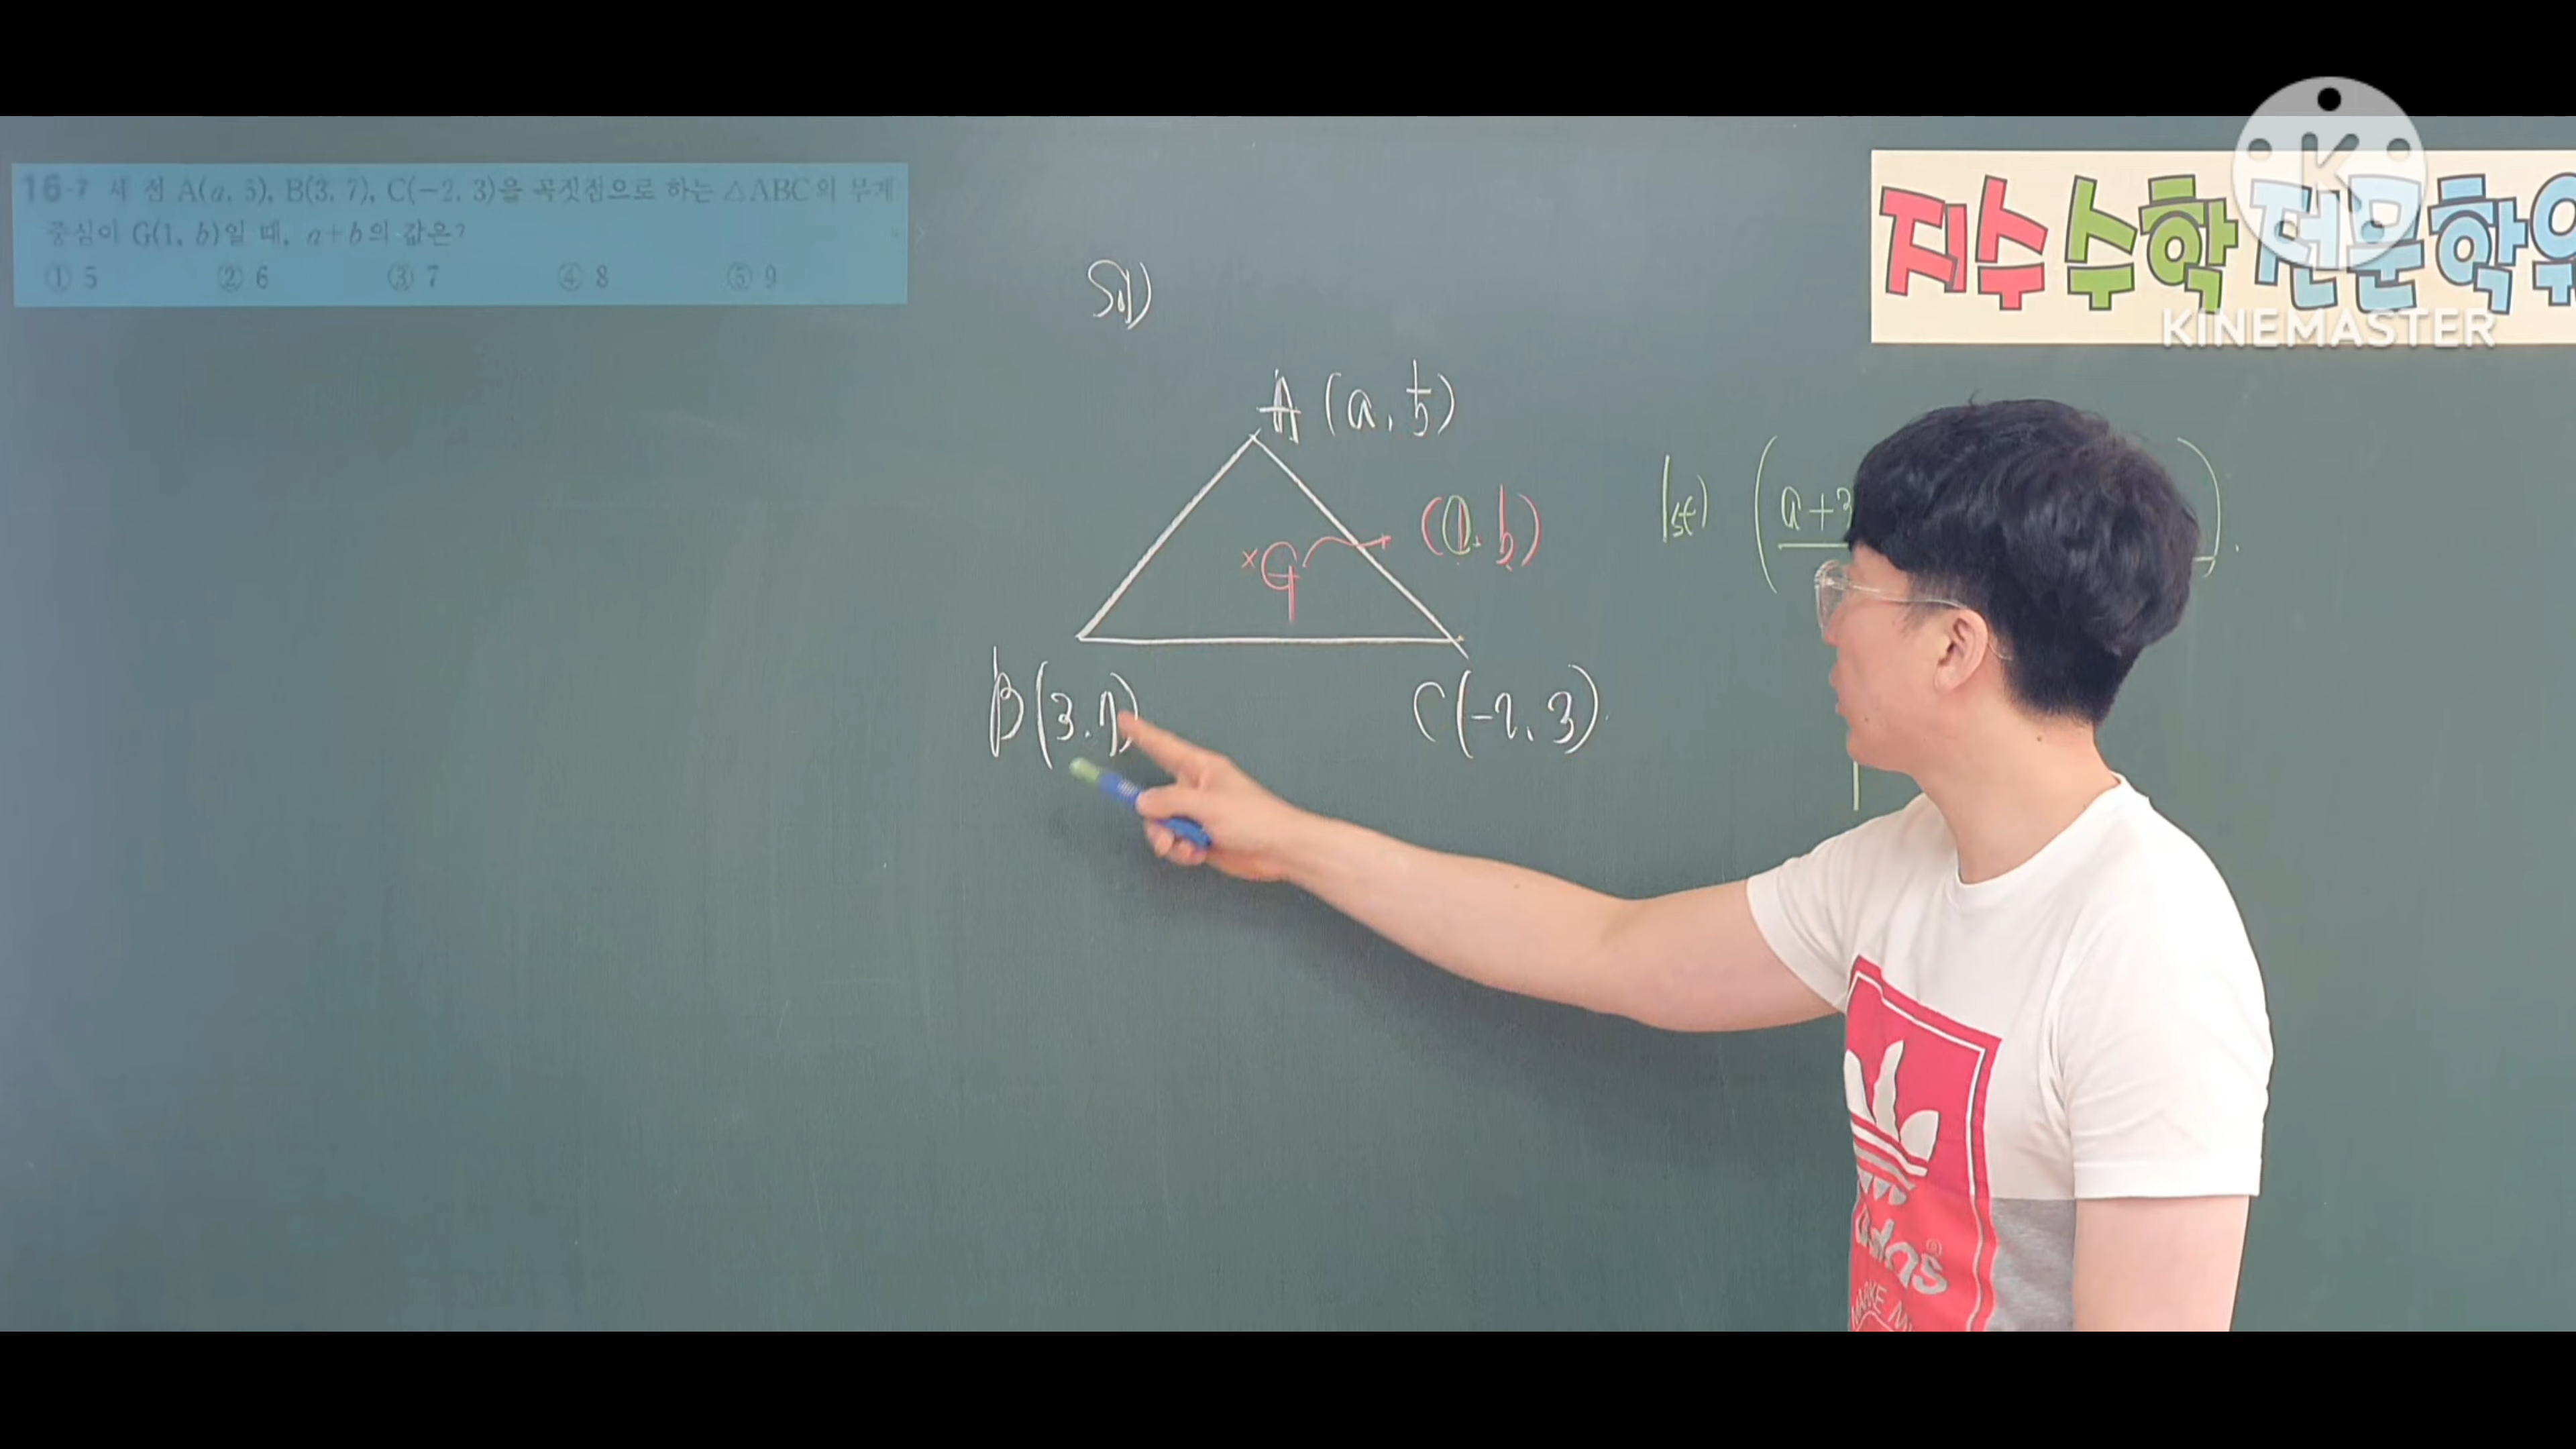 16-7 세 점 A(a, 5), B(3, 7), C(-2, 3)을 꼭짓점으로 하는 △ABC의 무게
중심이 G(1, b)일 때, a+b의 값은?
① 5 ② 6 ③ 7 ④ 8 ⑤ 9
지수 수학 전문학원
KINEMASTER
Sol)
A (a, 5)
1st) (a+3 ).
G (1, b)
B(3, 7) C(-2, 3).
adidas